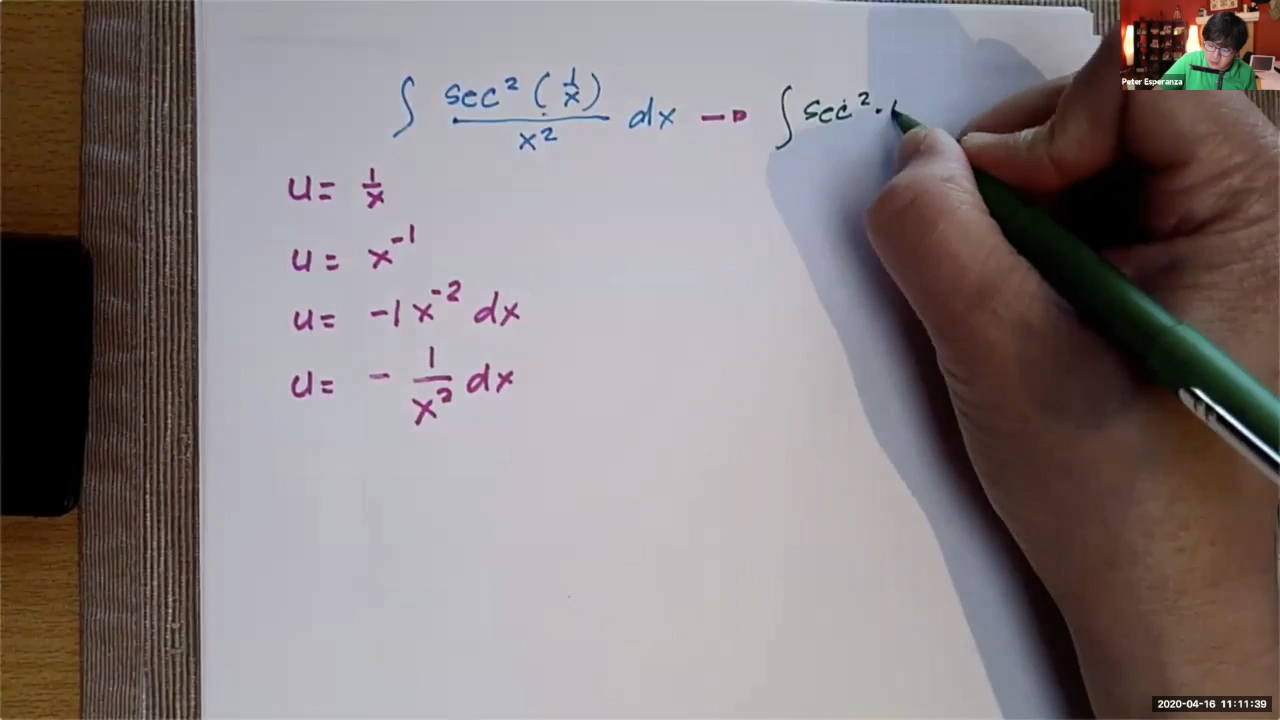 ∫ sec² (1/x) / x² dx → ∫ sec² ·
u = 1/x
u = x⁻¹
u = -1x⁻² dx
u = - 1/x² dx
Peter Esperanza
2020-04-16 11:11:39